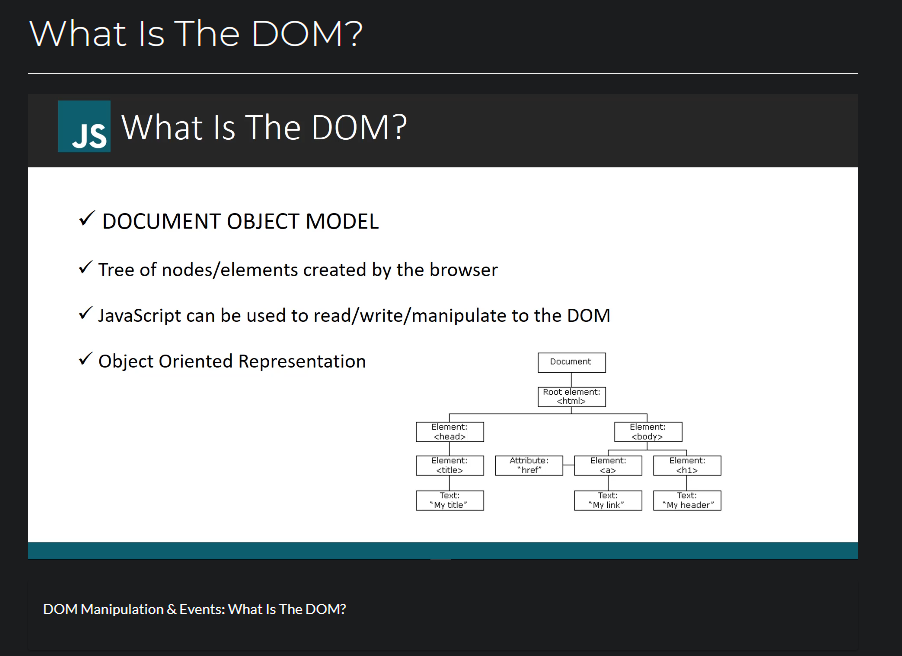 What Is The DOM?
JS What Is The DOM?
✓ DOCUMENT OBJECT MODEL
✓ Tree of nodes/elements created by the browser
✓ JavaScript can be used to read/write/manipulate to the DOM
✓ Object Oriented Representation
Document
Root element:
<html>
Element:
<head>
Element:
<body>
Element:
<title>
Attribute:
"href"
Element:
<a>
Element:
<h1>
Text:
"My title"
Text:
"My link"
Text:
"My header"
DOM Manipulation & Events: What Is The DOM?